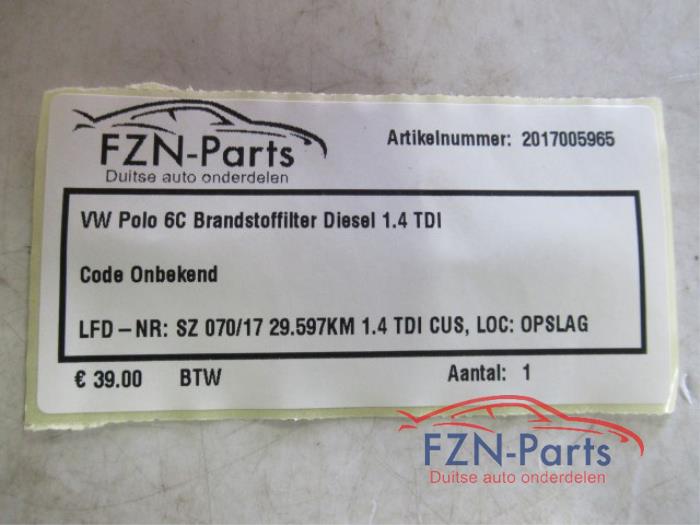 FZN-Parts
Duitse auto onderdelen
Artikelnummer: 2017005965
VW Polo 6C Brandstoffilter Diesel 1.4 TDI
Code Onbekend
LFD-NR: SZ 070/17 29.597KM 1.4 TDI CUS, LOC: OPSLAG
€ 39.00 BTW Aantal: 1
FZN-Parts
Duitse auto onderdelen